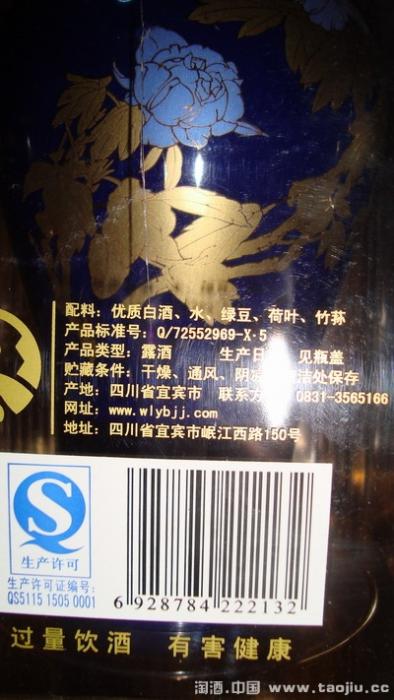 配料：优质白酒、水、绿豆、荷叶、竹荪
产品标准号：Q/72552969-X·5
产品类型：露酒 生产日 见瓶盖
贮藏条件：干燥、通风、阴 洁处保存
产地：四川省宜宾市 联系方 0831-3565166
网址：www.wlybjj.com
地址：四川省宜宾市岷江西路150号
生产许可
生产许可证编号：
QS5115 1505 0001
6 928784 222132
过量饮酒 有害健康
淘酒.中国 www.taojiu.cc